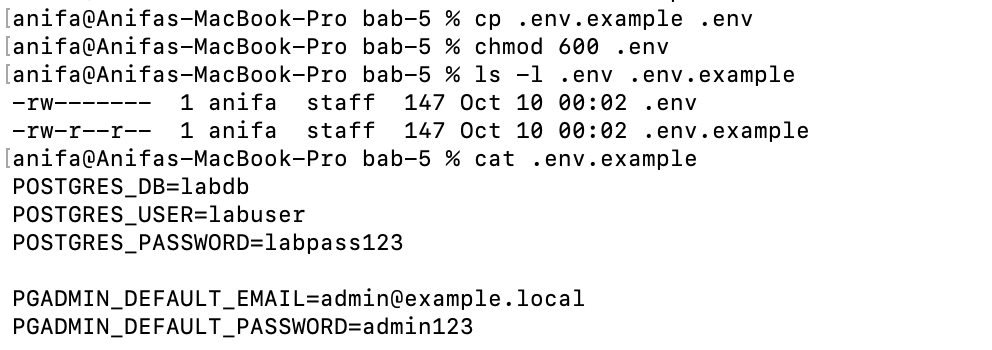 [anifa@Anifas-MacBook-Pro bab-5 % cp .env.example .env
[anifa@Anifas-MacBook-Pro bab-5 % chmod 600 .env
[anifa@Anifas-MacBook-Pro bab-5 % ls -l .env .env.example
-rw-------  1 anifa  staff  147 Oct 10 00:02 .env
-rw-r--r--  1 anifa  staff  147 Oct 10 00:02 .env.example
[anifa@Anifas-MacBook-Pro bab-5 % cat .env.example
POSTGRES_DB=labdb
POSTGRES_USER=labuser
POSTGRES_PASSWORD=labpass123

PGADMIN_DEFAULT_EMAIL=admin@example.local
PGADMIN_DEFAULT_PASSWORD=admin123